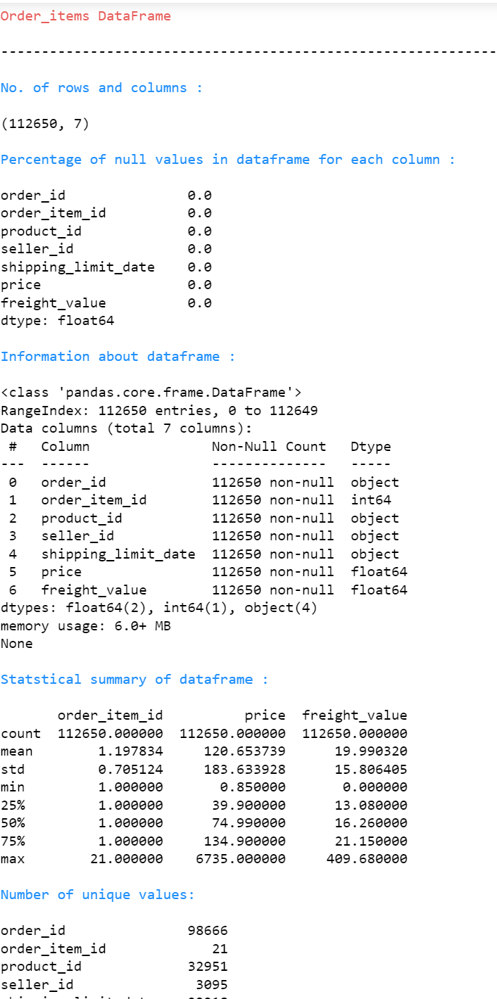 Order_items DataFrame
-------------------------------------------------------------
No. of rows and columns :
(112650, 7)
Percentage of null values in dataframe for each column :
order_id               0.0
order_item_id          0.0
product_id             0.0
seller_id              0.0
shipping_limit_date    0.0
price                  0.0
freight_value          0.0
dtype: float64
Information about dataframe :
<class 'pandas.core.frame.DataFrame'>
RangeIndex: 112650 entries, 0 to 112649
Data columns (total 7 columns):
 #   Column               Non-Null Count   Dtype
---  ------               --------------   -----
 0   order_id             112650 non-null  object
 1   order_item_id        112650 non-null  int64
 2   product_id           112650 non-null  object
 3   seller_id            112650 non-null  object
 4   shipping_limit_date  112650 non-null  object
 5   price                112650 non-null  float64
 6   freight_value        112650 non-null  float64
dtypes: float64(2), int64(1), object(4)
memory usage: 6.0+ MB
None
Statstical summary of dataframe :
       order_item_id          price  freight_value
count  112650.000000  112650.000000  112650.000000
mean        1.197834     120.653739      19.990320
std         0.705124     183.633928      15.806405
min         1.000000       0.850000       0.000000
25%         1.000000      39.900000      13.080000
50%         1.000000      74.990000      16.260000
75%         1.000000     134.900000      21.150000
max        21.000000    6735.000000     409.680000
Number of unique values:
order_id               98666
order_item_id             21
product_id             32951
seller_id               3095